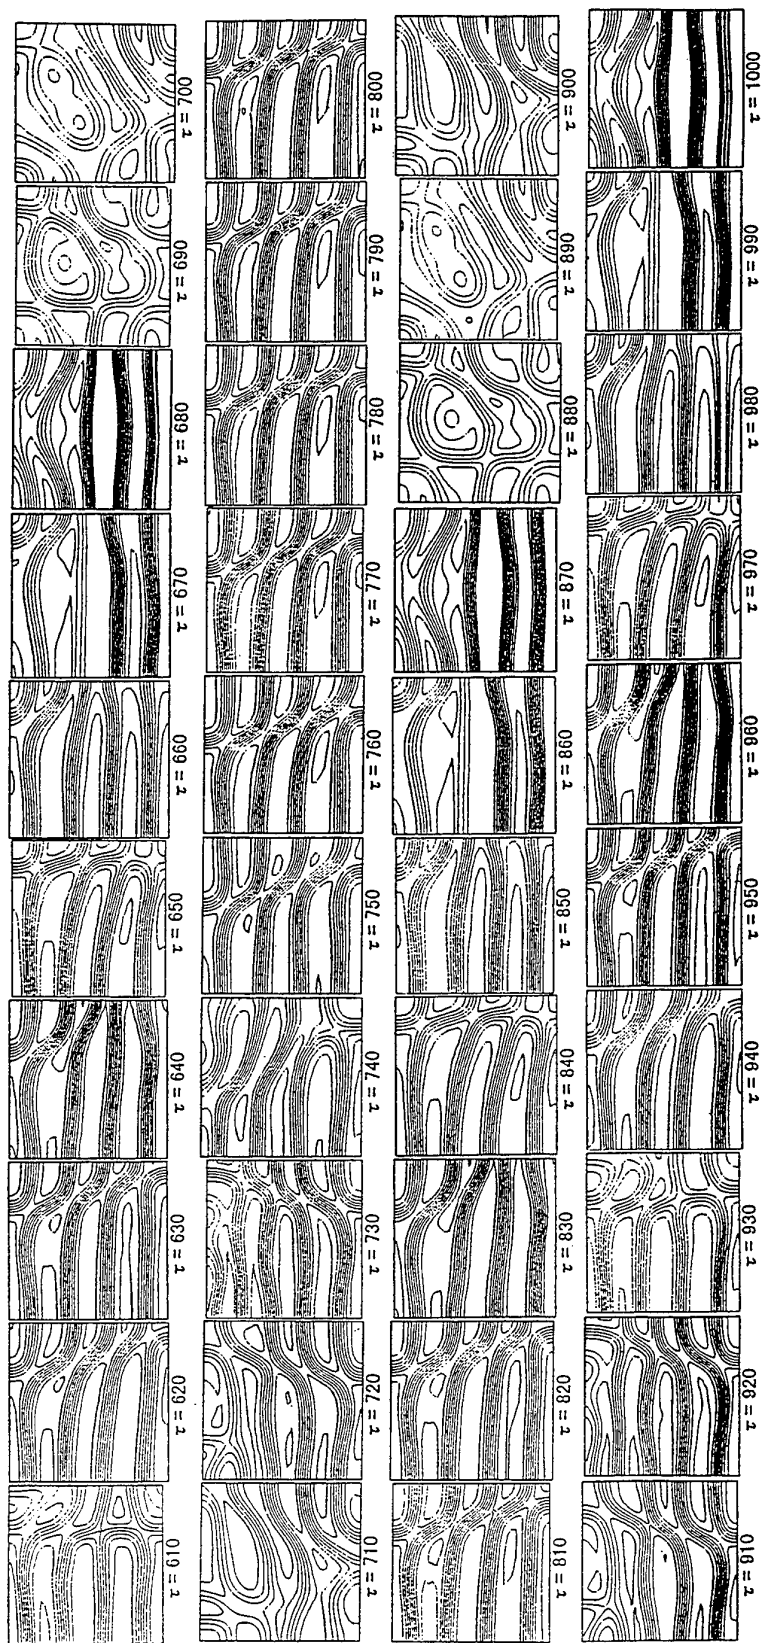 τ = 610
τ = 620
τ = 630
τ = 640
τ = 650
τ = 660
τ = 670
τ = 680
τ = 690
τ = 700
τ = 710
τ = 720
τ = 730
τ = 740
τ = 750
τ = 760
τ = 770
τ = 780
τ = 790
τ = 800
τ = 810
τ = 820
τ = 830
τ = 840
τ = 850
τ = 860
τ = 870
τ = 880
τ = 890
τ = 900
τ = 910
τ = 920
τ = 930
τ = 940
τ = 950
τ = 960
τ = 970
τ = 980
τ = 990
τ = 1000